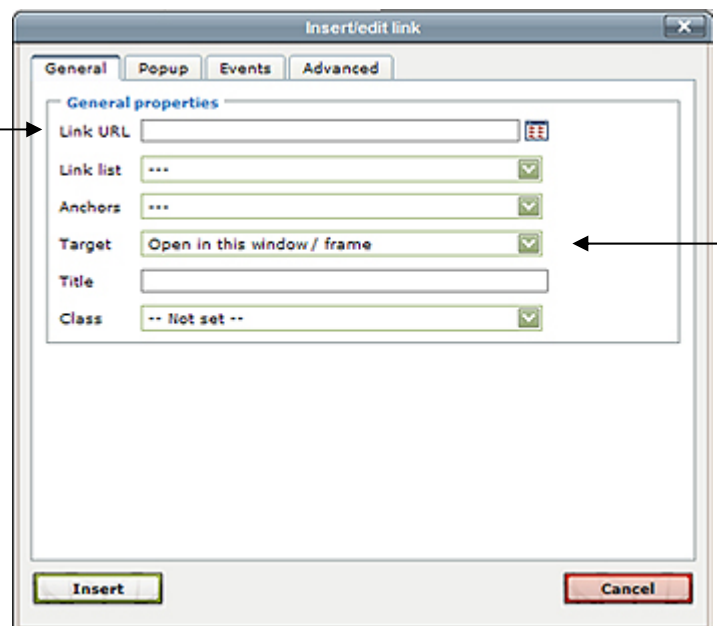 Insert/edit link
General Popup Events Advanced
General properties
Link URL
Link list ---
Anchors ---
Target Open in this window / frame
Title
Class -- Not set --
Insert Cancel